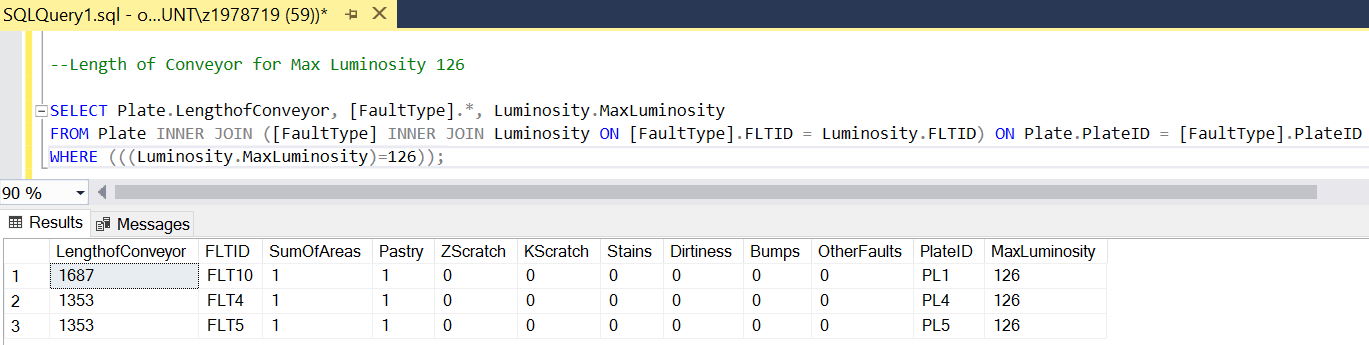 SQLQuery1.sql - o...UNT\z1978719 (59))*
--Length of Conveyor for Max Luminosity 126
SELECT Plate.LengthofConveyor, [FaultType].*, Luminosity.MaxLuminosity
FROM Plate INNER JOIN ([FaultType] INNER JOIN Luminosity ON [FaultType].FLTID = Luminosity.FLTID) ON Plate.PlateID = [FaultType].PlateID
WHERE (((Luminosity.MaxLuminosity)=126));
90 %
Results Messages
LengthofConveyor FLTID SumOfAreas Pastry ZScratch KScratch Stains Dirtiness Bumps OtherFaults PlateID MaxLuminosity
1 1687 FLT10 1 1 0 0 0 0 0 0 PL1 126
2 1353 FLT4 1 1 0 0 0 0 0 0 PL4 126
3 1353 FLT5 1 1 0 0 0 0 0 0 PL5 126